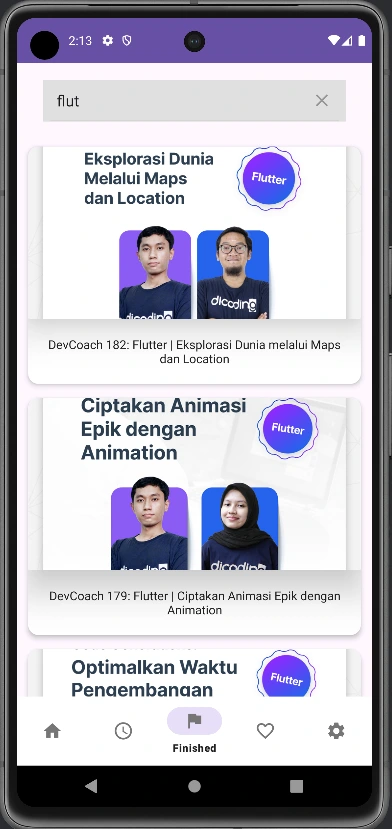 2:13
flut
Eksplorasi Dunia
Melalui Maps
dan Location
Flutter
dicoding
dicoding
DevCoach 182: Flutter | Eksplorasi Dunia melalui Maps
dan Location
Ciptakan Animasi
Epik dengan
Animation
Flutter
dicoding
dicoding
DevCoach 179: Flutter | Ciptakan Animasi Epik dengan
Animation
Optimalkan Waktu
Pengembangan
Flutter
Finished